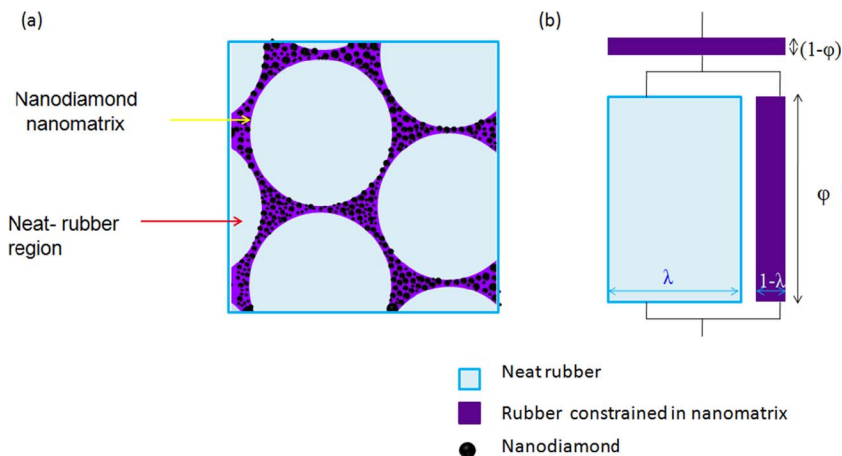 (a)
Nanodiamond
nanomatrix
Neat- rubber
region
(b)
(1-φ)
φ
λ
1-λ
Neat rubber
Rubber constrained in nanomatrix
Nanodiamond